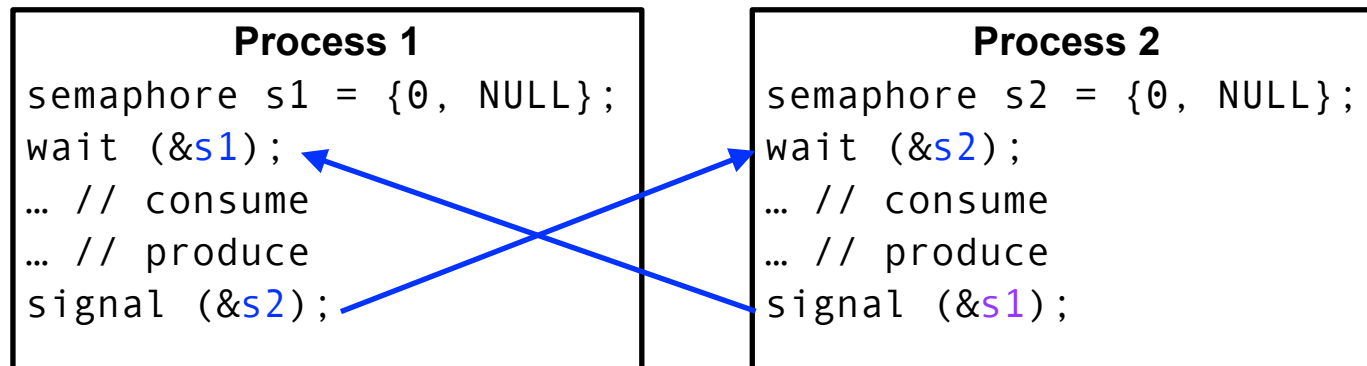 Process 1
semaphore s1 = {0, NULL};
wait (&s1);
… // consume
… // produce
signal (&s2);
Process 2
semaphore s2 = {0, NULL};
wait (&s2);
… // consume
… // produce
signal (&s1);